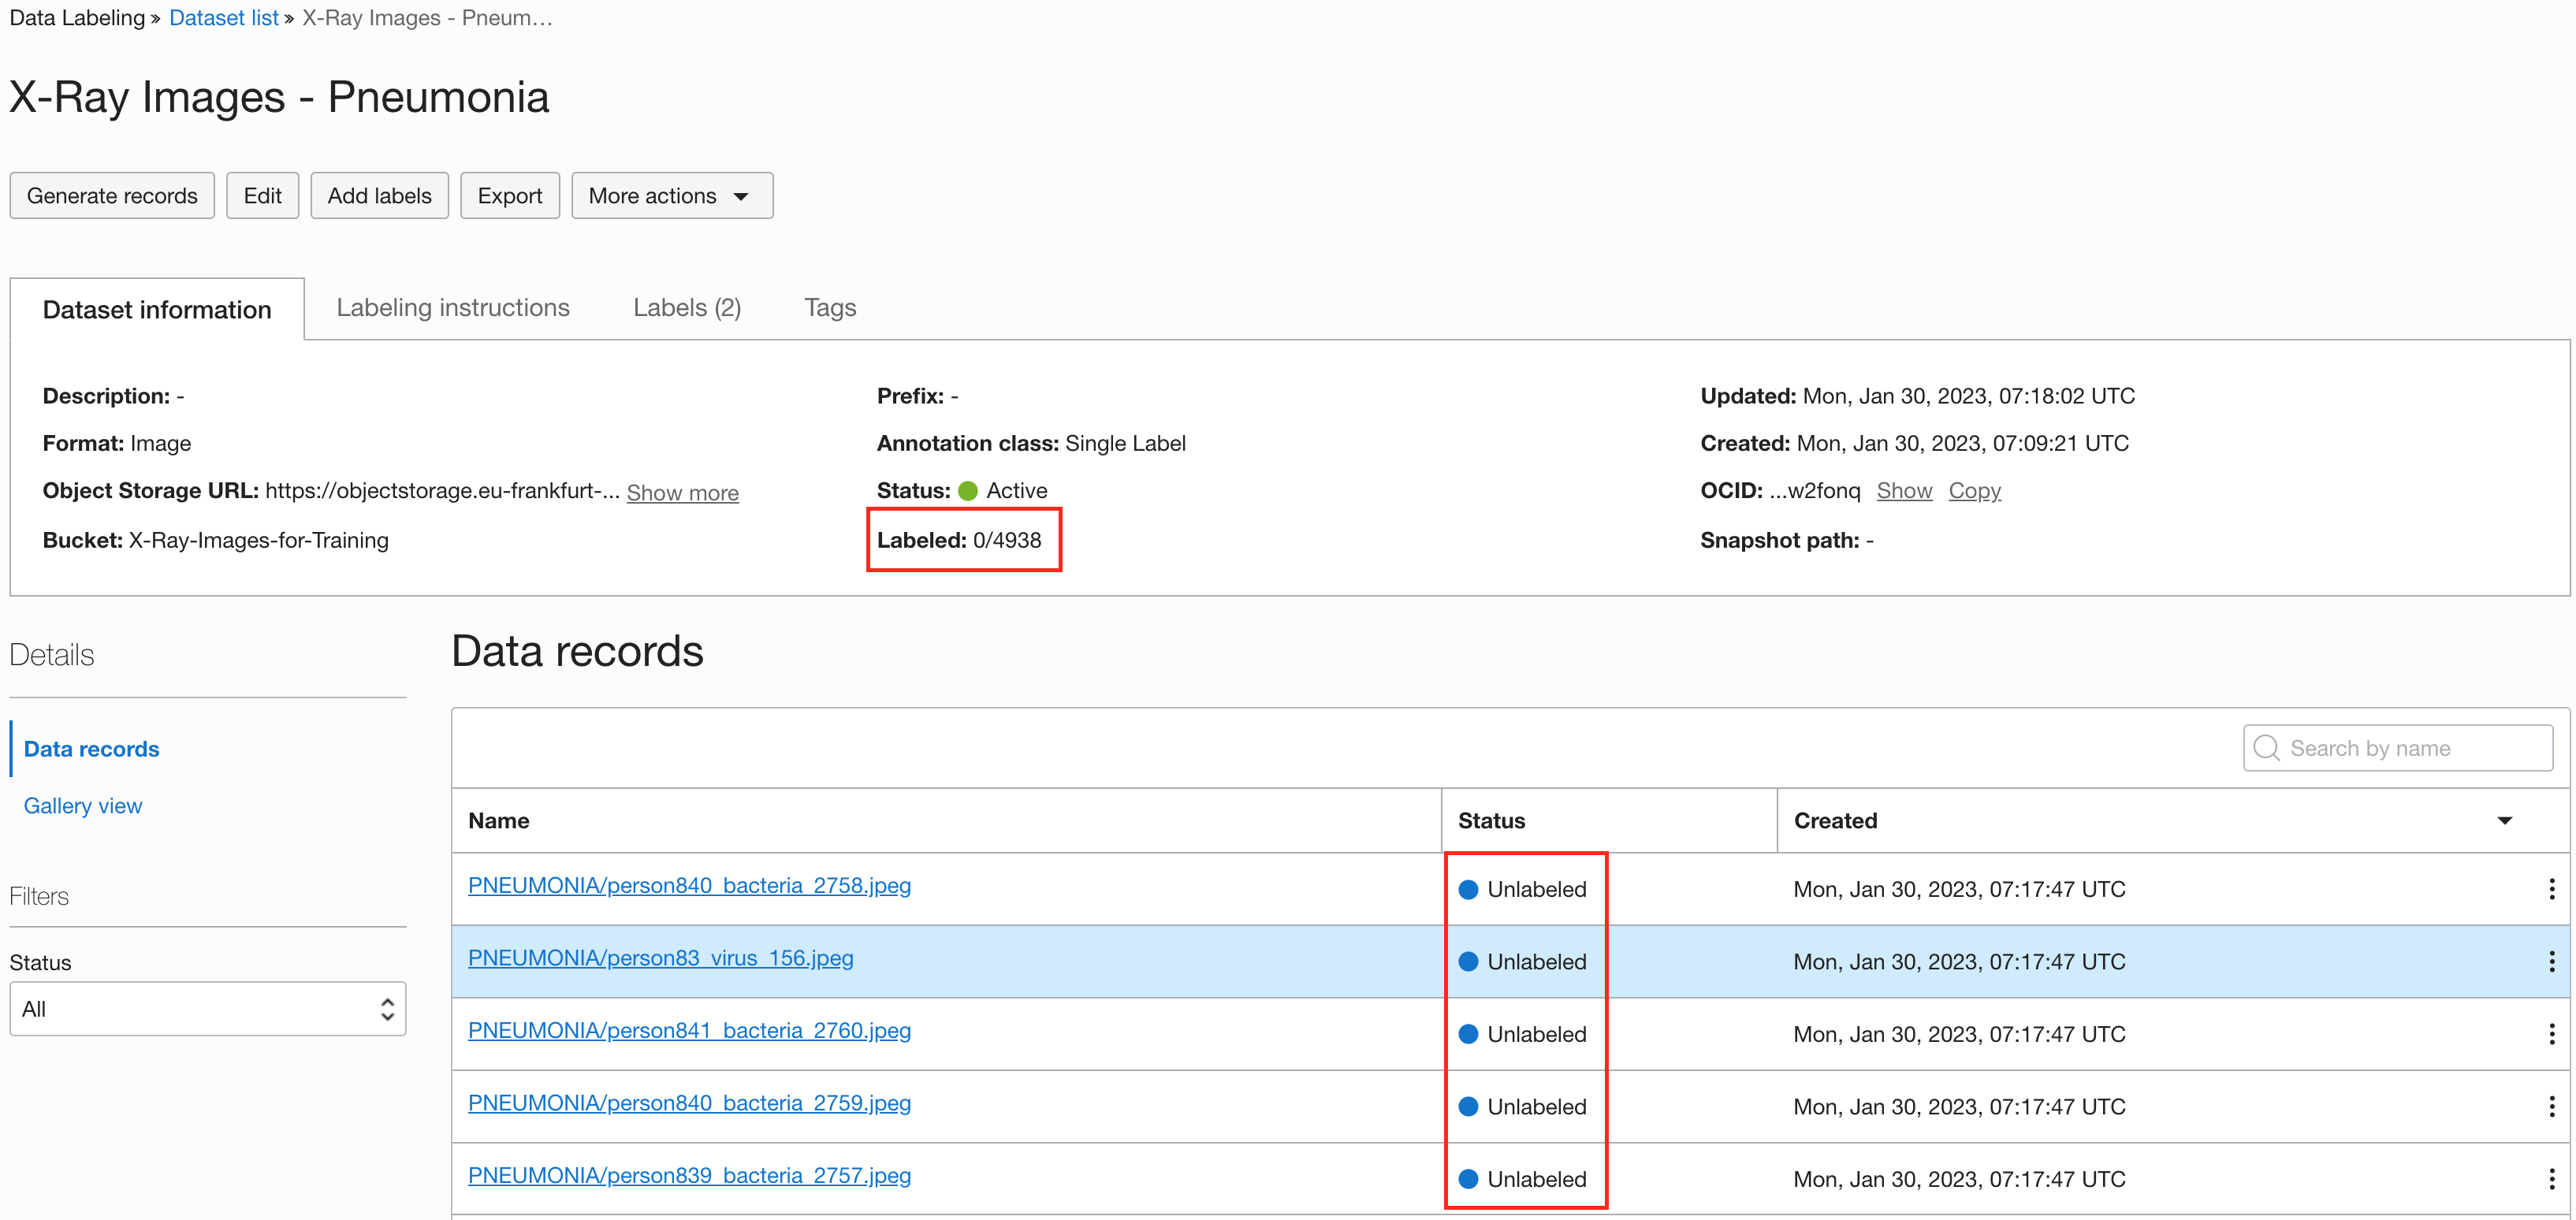 Data Labeling » Dataset list » X-Ray Images - Pneum...
X-Ray Images - Pneumonia
Generate records Edit Add labels Export More actions
Dataset information Labeling instructions Labels (2) Tags
Description: - Prefix: - Updated: Mon, Jan 30, 2023, 07:18:02 UTC
Format: Image Annotation class: Single Label Created: Mon, Jan 30, 2023, 07:09:21 UTC
Object Storage URL: https://objectstorage.eu-frankfurt-... Show more Status: Active OCID: ...w2fonq Show Copy
Bucket: X-Ray-Images-for-Training Labeled: 0/4938 Snapshot path: -
Details
Data records
Gallery view
Filters
Status
All
Data records
Search by name
Name Status Created
PNEUMONIA/person840_bacteria_2758.jpeg Unlabeled Mon, Jan 30, 2023, 07:17:47 UTC
PNEUMONIA/person83_virus_156.jpeg Unlabeled Mon, Jan 30, 2023, 07:17:47 UTC
PNEUMONIA/person841_bacteria_2760.jpeg Unlabeled Mon, Jan 30, 2023, 07:17:47 UTC
PNEUMONIA/person840_bacteria_2759.jpeg Unlabeled Mon, Jan 30, 2023, 07:17:47 UTC
PNEUMONIA/person839_bacteria_2757.jpeg Unlabeled Mon, Jan 30, 2023, 07:17:47 UTC